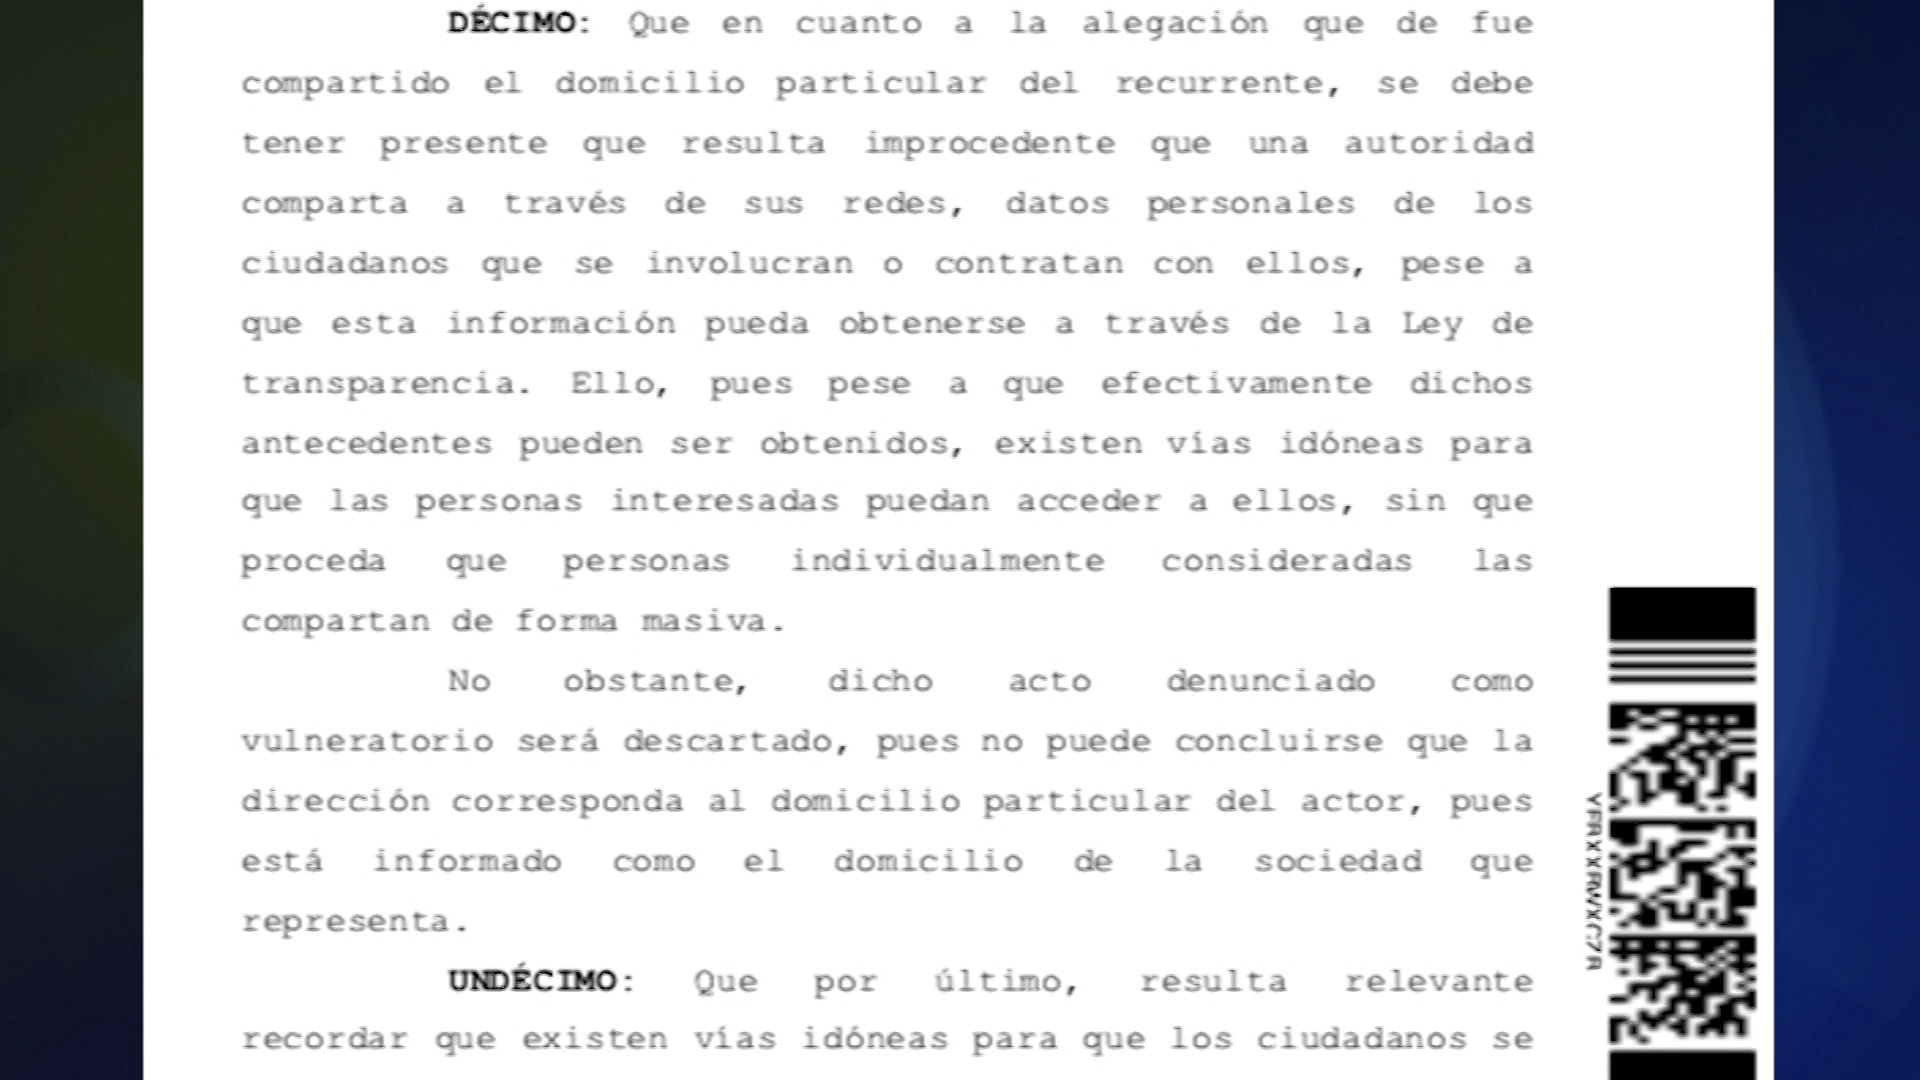 DÉCIMO: Que en cuanto a la alegación que de fue
compartido el domicilio particular del recurrente, se debe
tener presente que resulta improcedente que una autoridad
comparta a través de sus redes, datos personales de los
ciudadanos que se involucran o contratan con ellos, pese a
que esta información pueda obtenerse a través de la Ley de
transparencia. Ello, pues pese a que efectivamente dichos
antecedentes pueden ser obtenidos, existen vías idóneas para
que las personas interesadas puedan acceder a ellos, sin que
proceda que personas individualmente consideradas las
compartan de forma masiva.
No obstante, dicho acto denunciado como
vulneratorio será descartado, pues no puede concluirse que la
dirección corresponda al domicilio particular del actor, pues
está informado como el domicilio de la sociedad que
representa.
UNDÉCIMO: Que por último, resulta relevante
recordar que existen vías idóneas para que los ciudadanos se